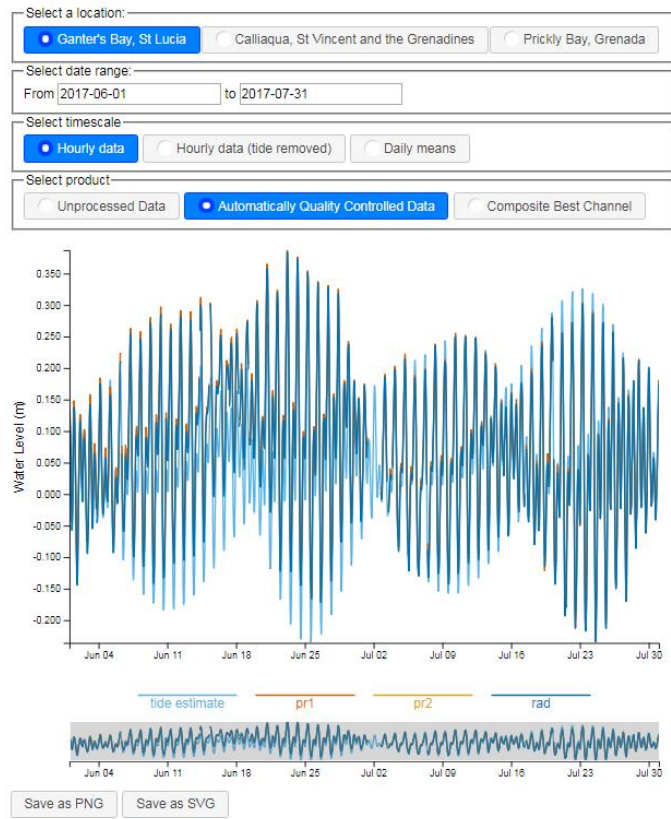 Select a location:
Ganter's Bay, St Lucia Calliaqua, St Vincent and the Grenadines Prickly Bay, Grenada
Select date range:
From 2017-06-01 to 2017-07-31
Select timescale
Hourly data Hourly data (tide removed) Daily means
Select product
Unprocessed Data Automatically Quality Controlled Data Composite Best Channel
Water Level (m)
0.350
0.300
0.250
0.200
0.150
0.100
0.050
0.000
-0.050
-0.100
-0.150
-0.200
Jun 04 Jun 11 Jun 18 Jun 25 Jul 02 Jul 09 Jul 16 Jul 23 Jul 30
tide estimate pr1 pr2 rad
Jun 04 Jun 11 Jun 18 Jun 25 Jul 02 Jul 09 Jul 16 Jul 23 Jul 30
Save as PNG Save as SVG